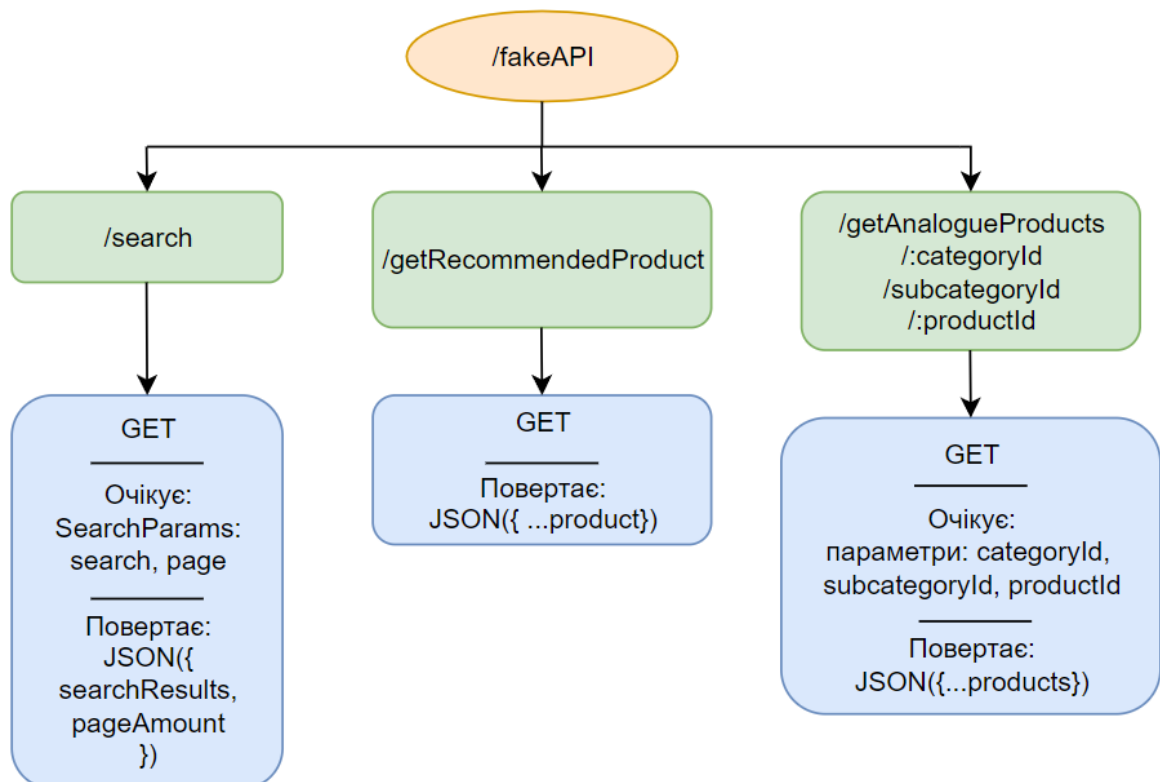 /fakeAPI
/search
/getRecommendedProduct
/getAnalogueProducts
/:categoryId
/subcategoryId
/:productId
GET
Очікує:
SearchParams:
search, page
Повертає:
JSON({
searchResults,
pageAmount
})
GET
Повертає:
JSON({ ...product})
GET
Очікує:
параметри: categoryId,
subcategoryId, productId
Повертає:
JSON({...products})